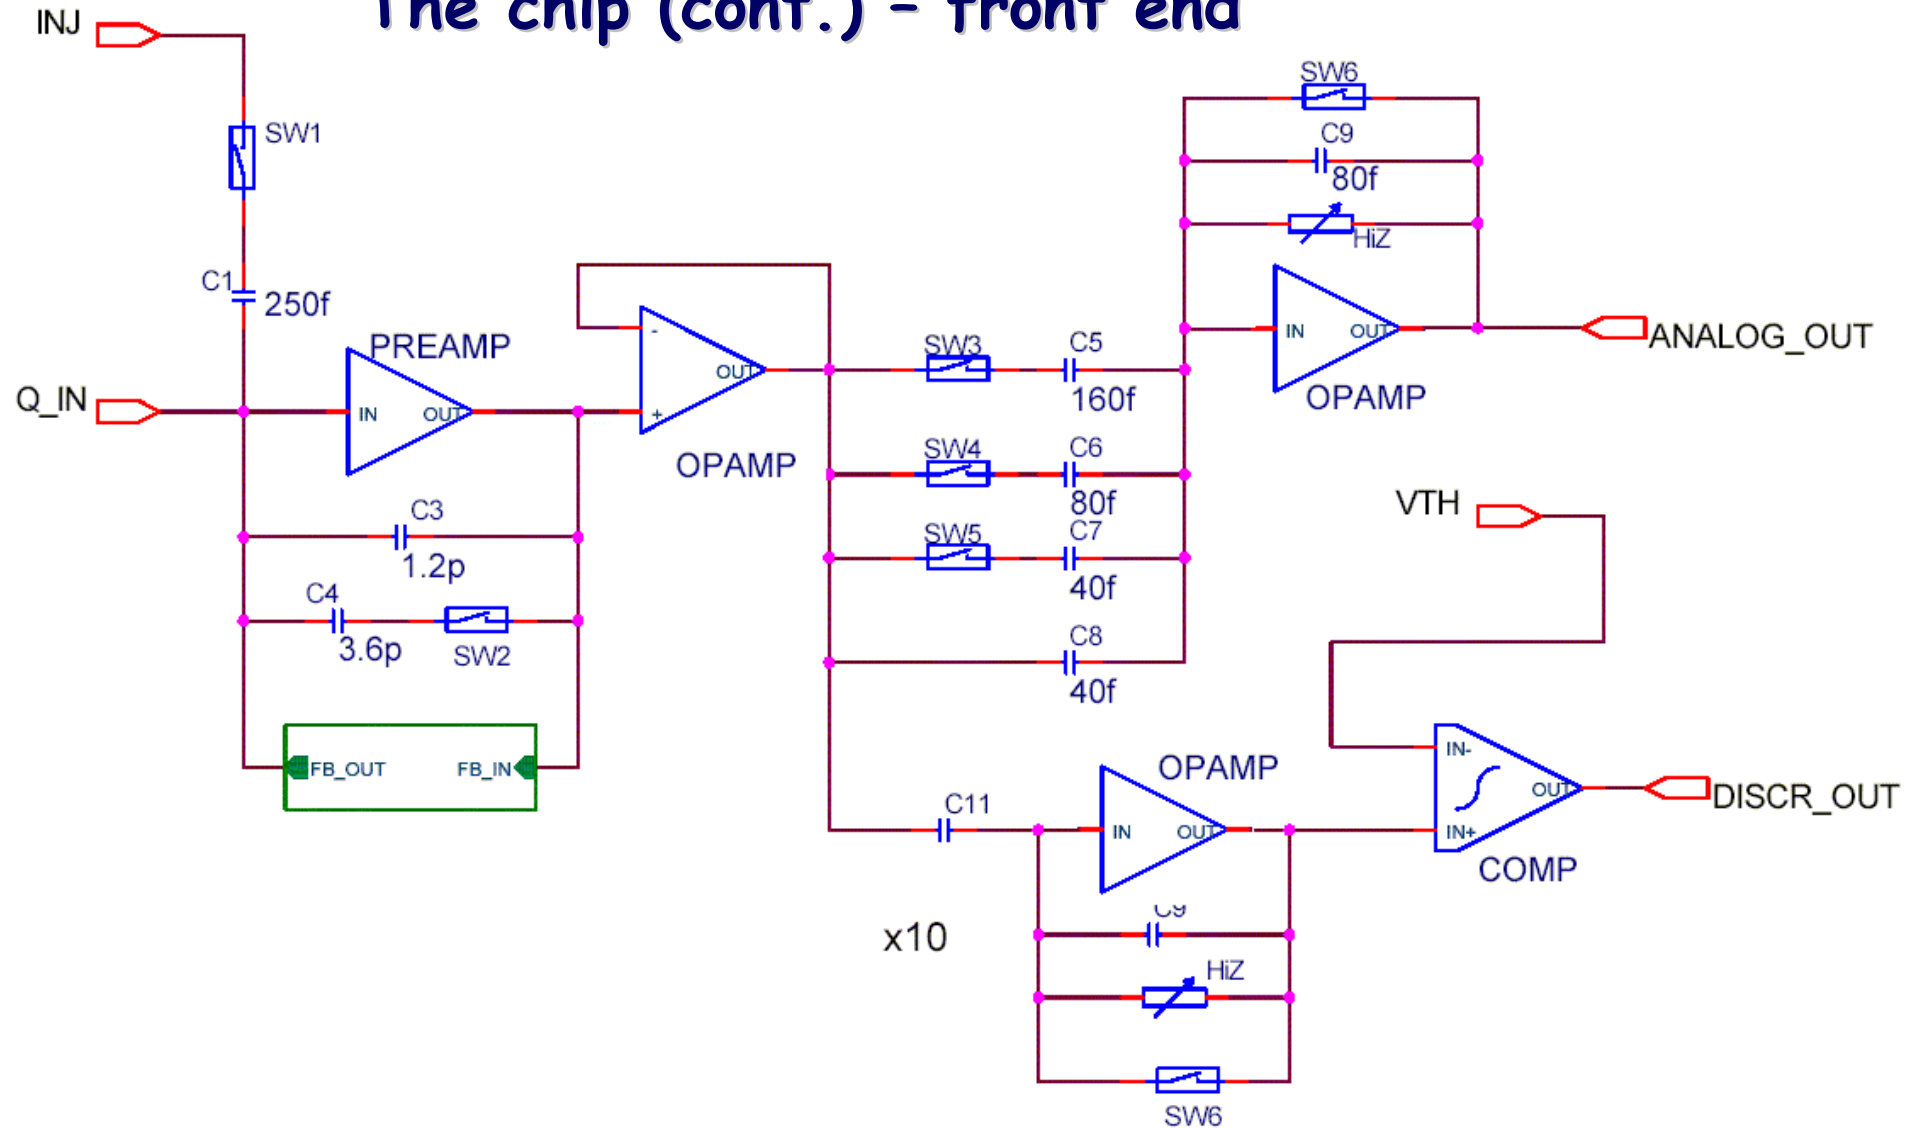 The chip (cont.) – front end
INJ
SW1
C1
250f
Q_IN
PREAMP
IN
OUT
C3
1.2p
C4
3.6p
SW2
FB_OUT
FB_IN
-
+
OUT
OPAMP
SW3
C5
160f
SW4
C6
80f
SW5
C7
40f
C8
40f
SW6
C9
80f
HiZ
IN
OUT
OPAMP
ANALOG_OUT
VTH
IN-
IN+
OUT
COMP
DISCR_OUT
C11
OPAMP
IN
OUT
x10
C9
HiZ
SW6